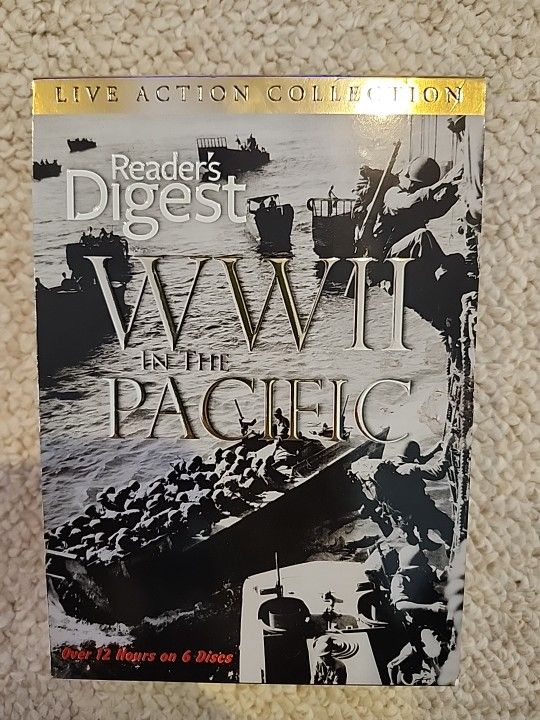 LIVE ACTION COLLECTION
Reader's
Digest
WWII
IN THE
PACIFIC
Over 12 Hours on 6 Discs